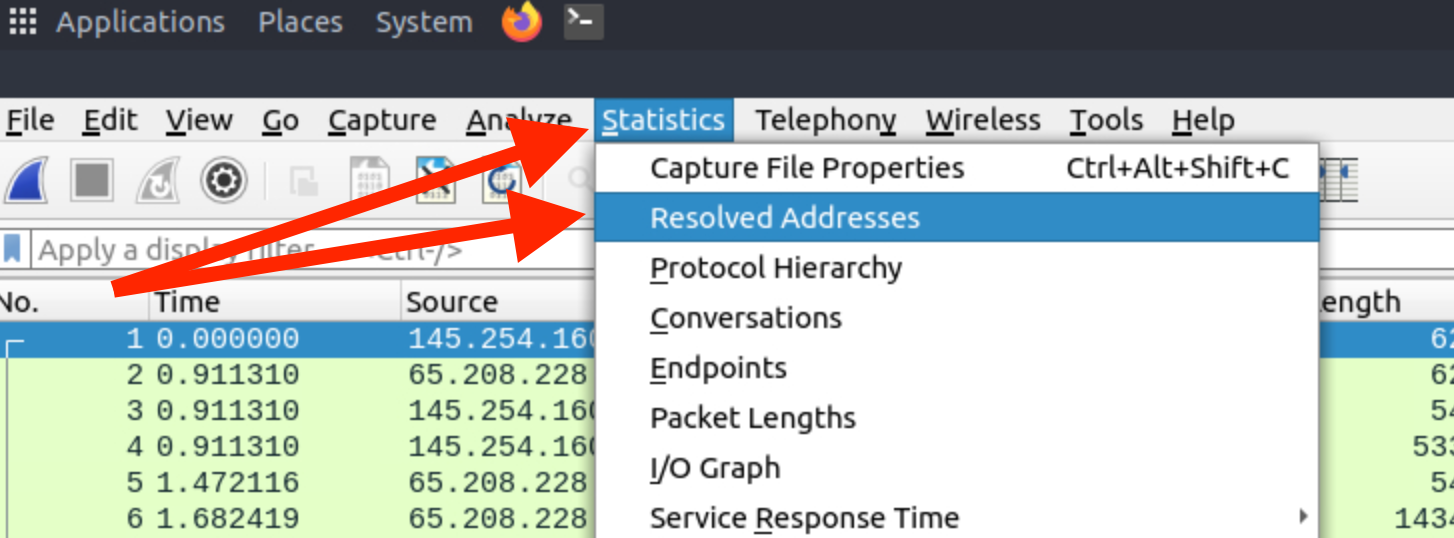 Applications Places System
File Edit View Go Capture Analyze Statistics Telephony Wireless Tools Help
Capture File Properties Ctrl+Alt+Shift+C
Resolved Addresses
Apply a display filter ... <Ctrl-/>
Protocol Hierarchy
No. Time Source Length
Conversations
1 0.000000 145.254.160
2 0.911310 65.208.228
Endpoints
3 0.911310 145.254.160
Packet Lengths
4 0.911310 145.254.160 533
I/O Graph
5 1.472116 65.208.228
6 1.682419 65.208.228 1434
Service Response Time